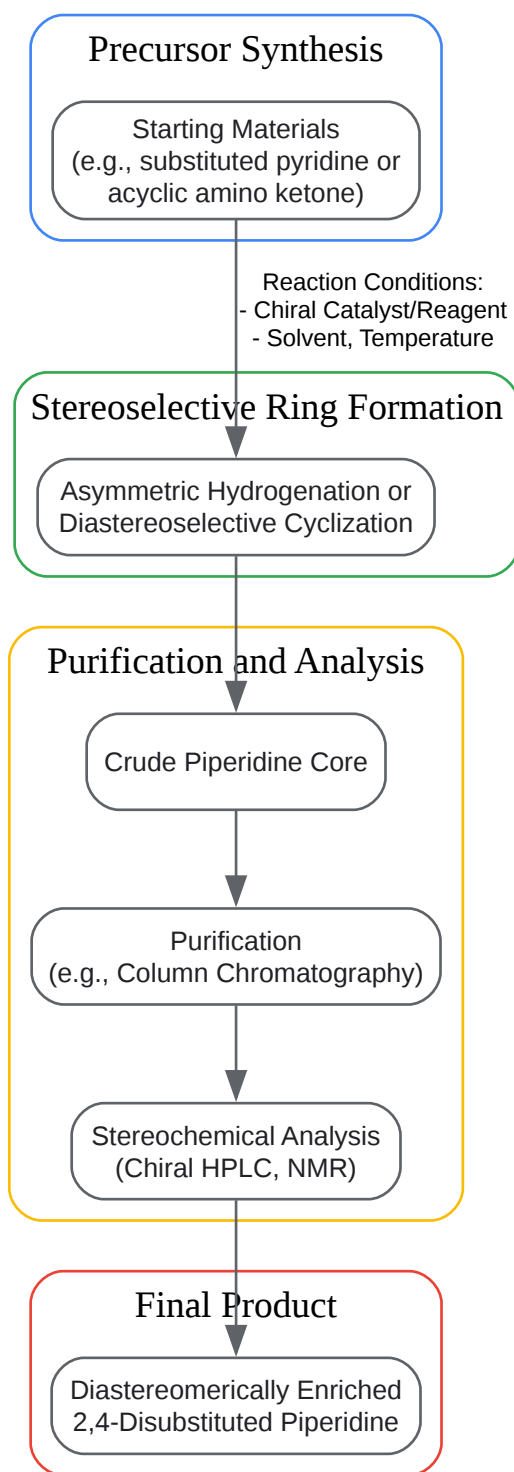 Precursor Synthesis
Starting Materials
(e.g., substituted pyridine or
acyclic amino ketone)
Reaction Conditions:
- Chiral Catalyst/Reagent
- Solvent, Temperature
Stereoselective Ring Formation
Asymmetric Hydrogenation or
Diastereoselective Cyclization
Purification and Analysis
Crude Piperidine Core
Purification
(e.g., Column Chromatography)
Stereochemical Analysis
(Chiral HPLC, NMR)
Final Product
Diastereomerically Enriched
2,4-Disubstituted Piperidine